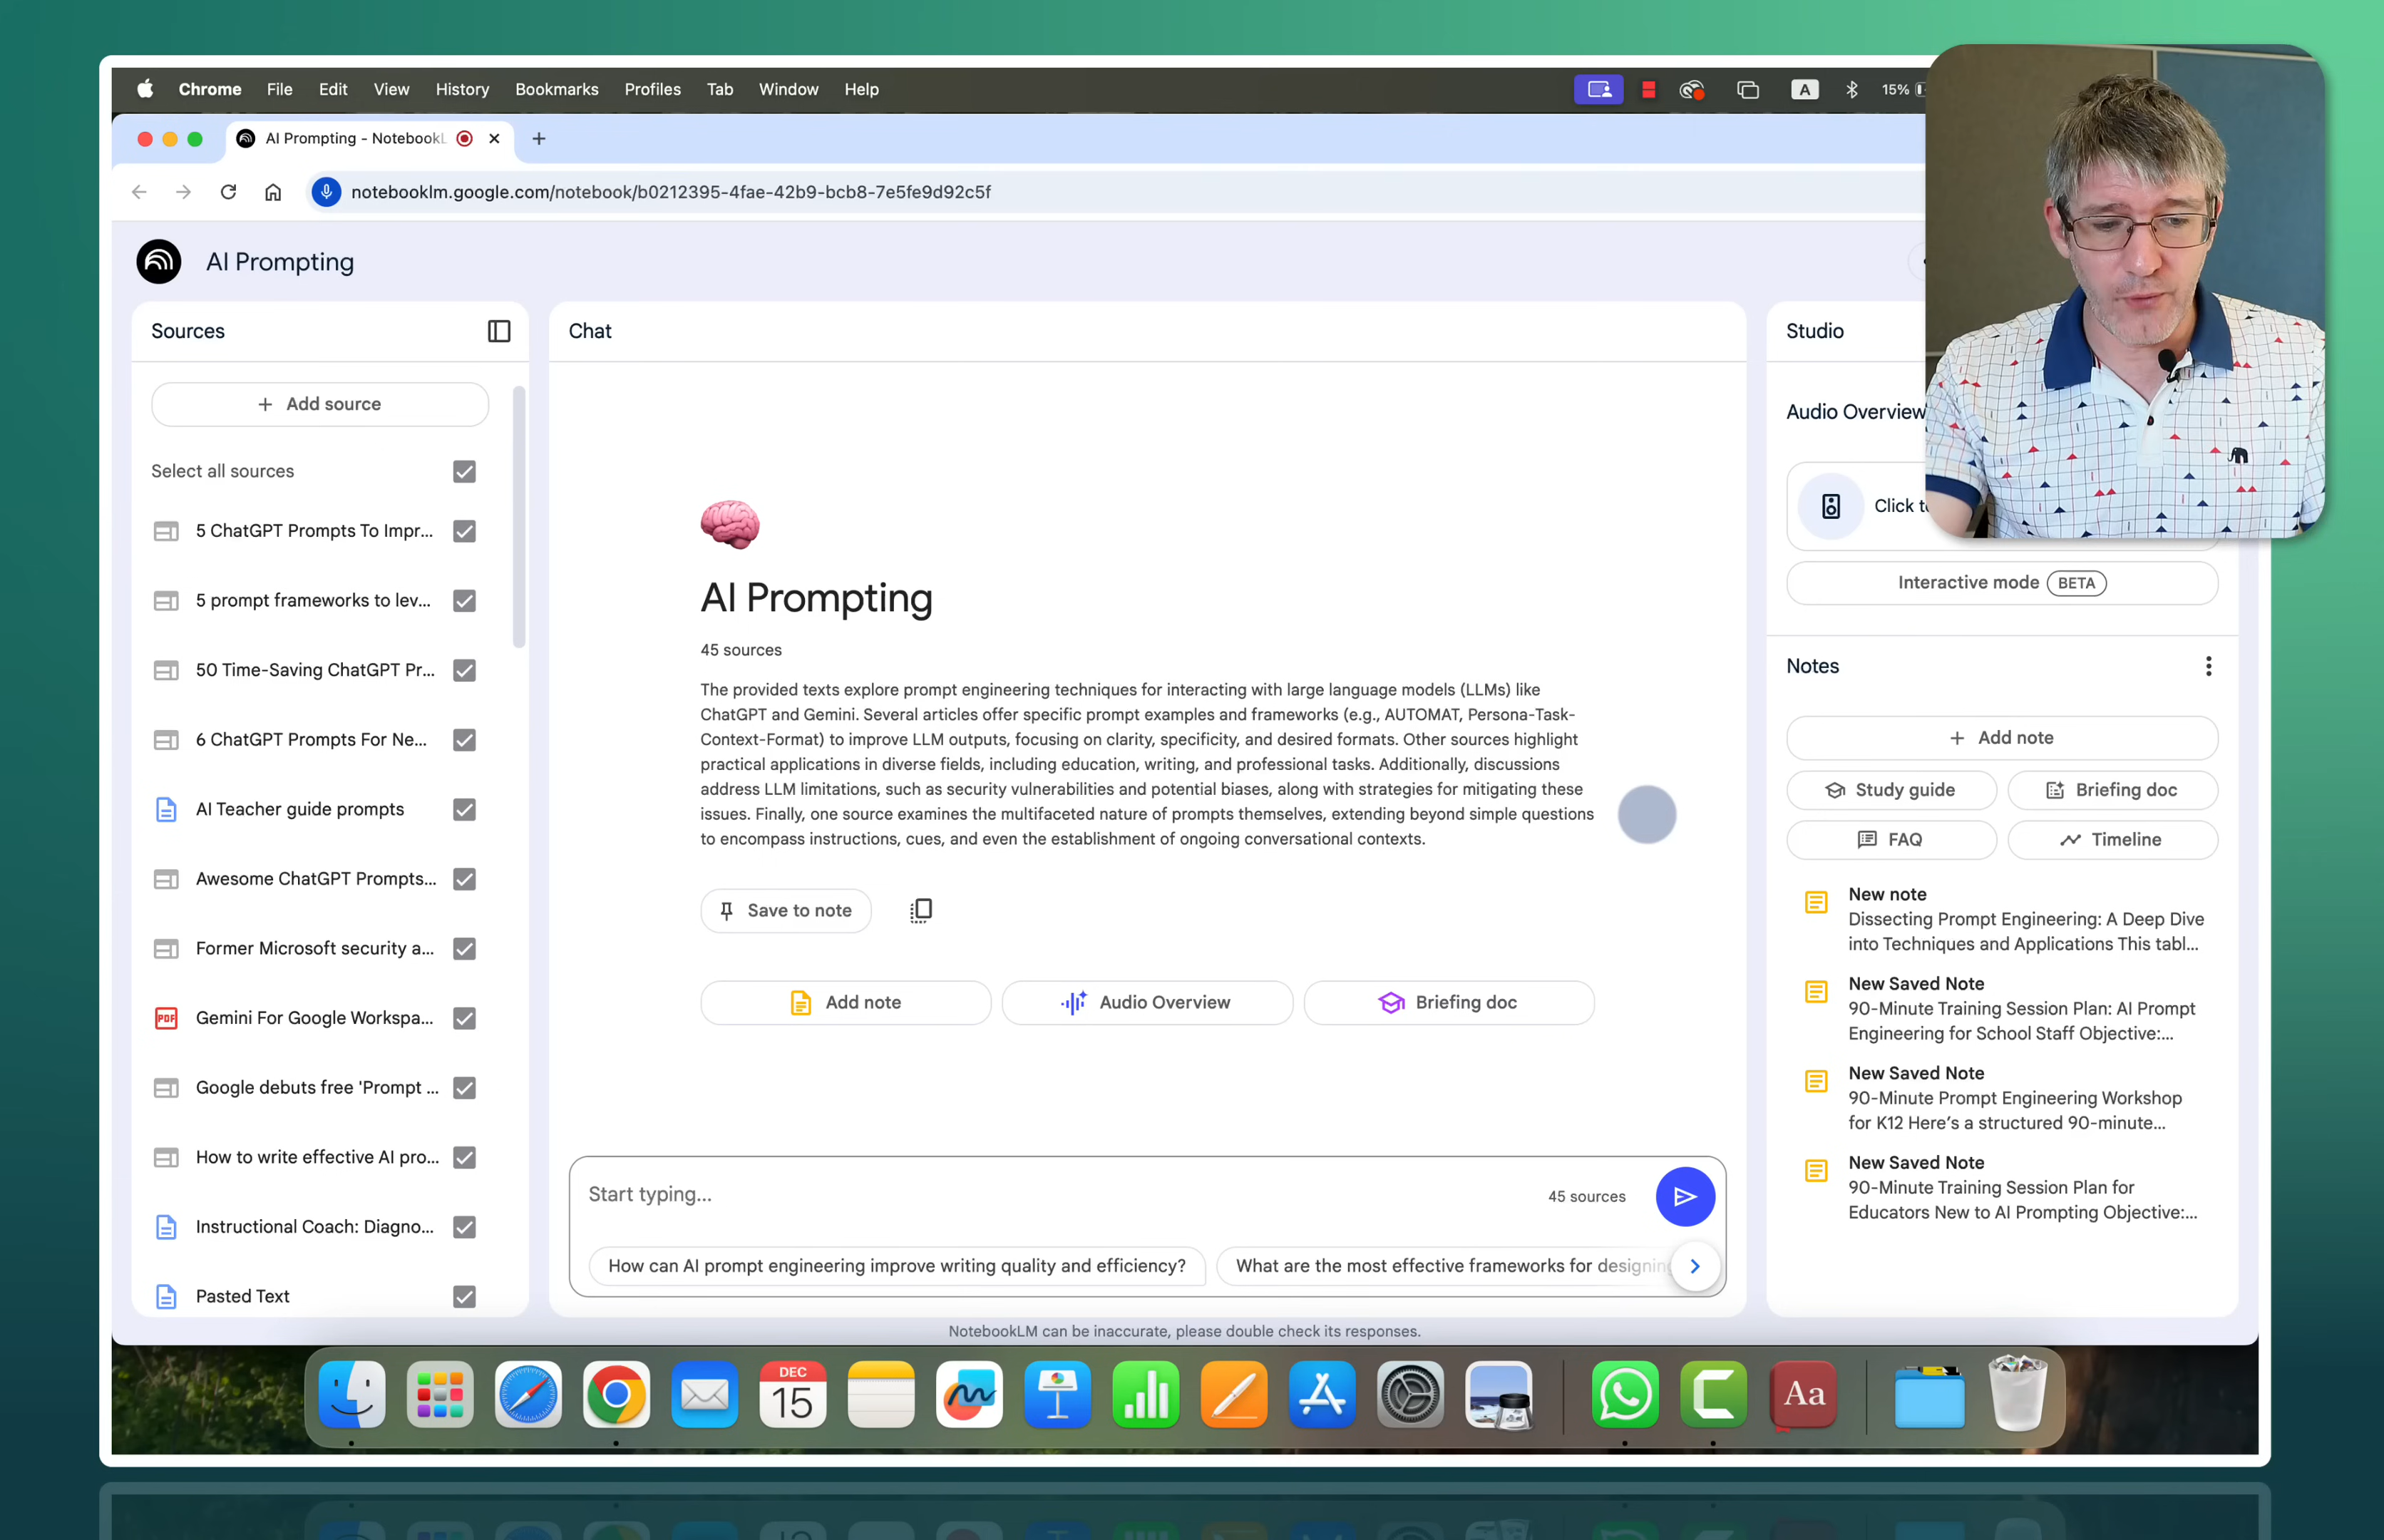 Chrome File Edit View History Bookmarks Profiles Tab Window Help A 15%
AI Prompting - NotebookL
notebooklm.google.com/notebook/b0212395-4fae-42b9-bcb8-7e5fe9d92c5f
AI Prompting
Sources
+ Add source
Select all sources
5 ChatGPT Prompts To Impr...
5 prompt frameworks to lev...
50 Time-Saving ChatGPT Pr...
6 ChatGPT Prompts For Ne...
AI Teacher guide prompts
Awesome ChatGPT Prompts...
Former Microsoft security a...
PDF Gemini For Google Workspa...
Google debuts free 'Prompt ...
How to write effective AI pro...
Instructional Coach: Diagno...
Pasted Text
Chat
AI Prompting
45 sources
The provided texts explore prompt engineering techniques for interacting with large language models (LLMs) like
ChatGPT and Gemini. Several articles offer specific prompt examples and frameworks (e.g., AUTOMAT, Persona-Task-
Context-Format) to improve LLM outputs, focusing on clarity, specificity, and desired formats. Other sources highlight
practical applications in diverse fields, including education, writing, and professional tasks. Additionally, discussions
address LLM limitations, such as security vulnerabilities and potential biases, along with strategies for mitigating these
issues. Finally, one source examines the multifaceted nature of prompts themselves, extending beyond simple questions
to encompass instructions, cues, and even the establishment of ongoing conversational contexts.
Save to note
Add note Audio Overview Briefing doc
Start typing... 45 sources
How can AI prompt engineering improve writing quality and efficiency? What are the most effective frameworks for designing
NotebookLM can be inaccurate, please double check its responses.
Studio
Audio Overview
Click
Interactive mode BETA
Notes
+ Add note
Study guide Briefing doc
FAQ Timeline
New note
Dissecting Prompt Engineering: A Deep Dive
into Techniques and Applications This tabl...
New Saved Note
90-Minute Training Session Plan: AI Prompt
Engineering for School Staff Objective:...
New Saved Note
90-Minute Prompt Engineering Workshop
for K12 Here's a structured 90-minute...
New Saved Note
90-Minute Training Session Plan for
Educators New to AI Prompting Objective:...
DEC
15
Aa